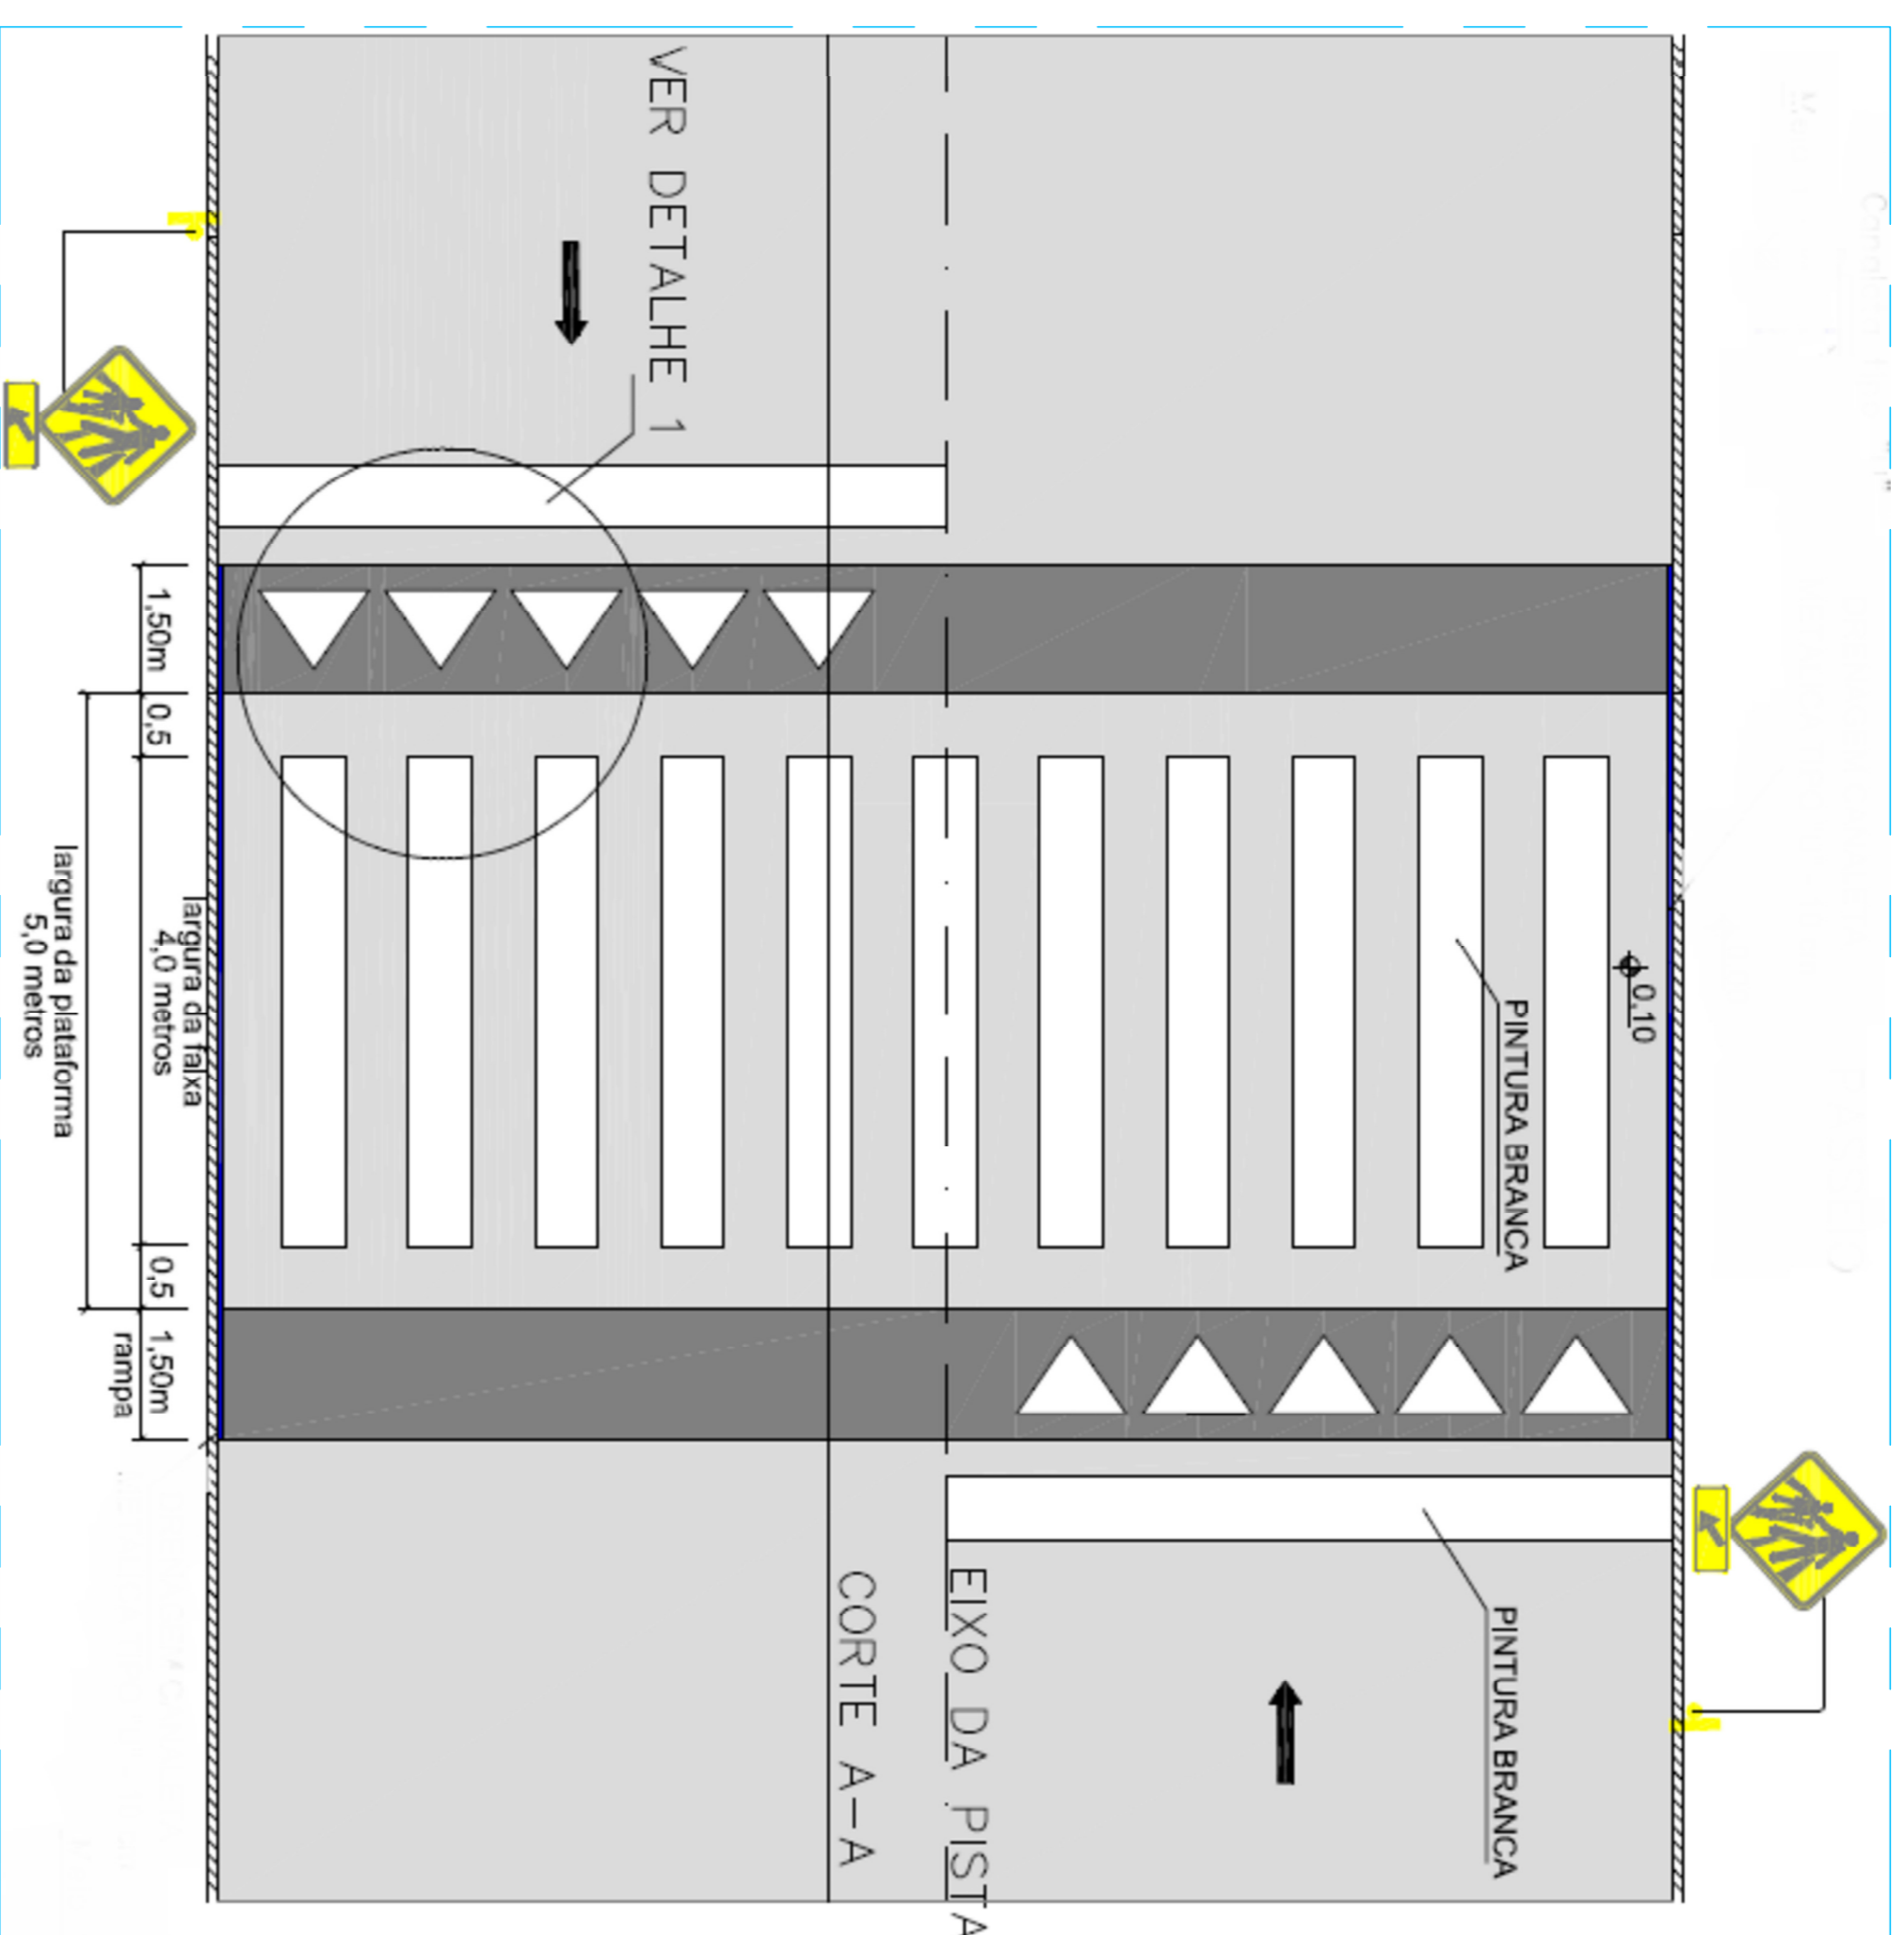 VER DETALHE 1
1,50m
0,5
largura da faixa
4,0 metros
largura da plataforma
5,0 metros
0,5
1,50m
rampa
0,10
PINTURA BRANCA
PINTURA BRANCA
EIXO DA PISTA
CORTE A-A